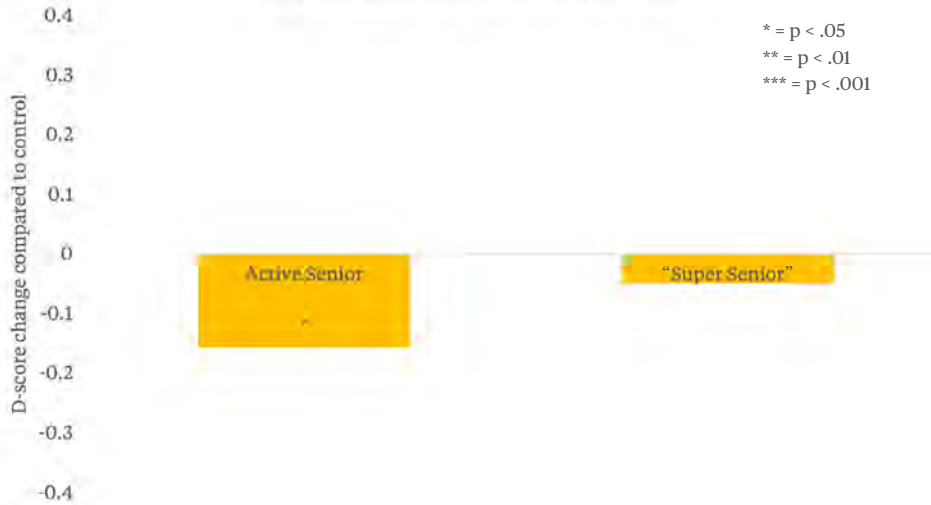 0.4
* = p < .05
** = p < .01
*** = p < .001
0.3
0.2
0.1
0
-0.1
-0.2
-0.3
-0.4
D-score change compared to control
Active Senior
“Super Senior”